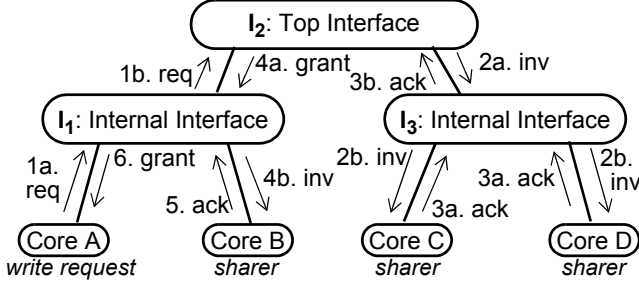 I2: Top Interface
1b. req
4a. grant
3b. ack
2a. inv
I1: Internal Interface
I3: Internal Interface
1a.
req
6. grant
5. ack
4b. inv
2b. inv
3a. ack
3a. ack
2b.
inv
Core A
Core B
Core C
Core D
write request
sharer
sharer
sharer